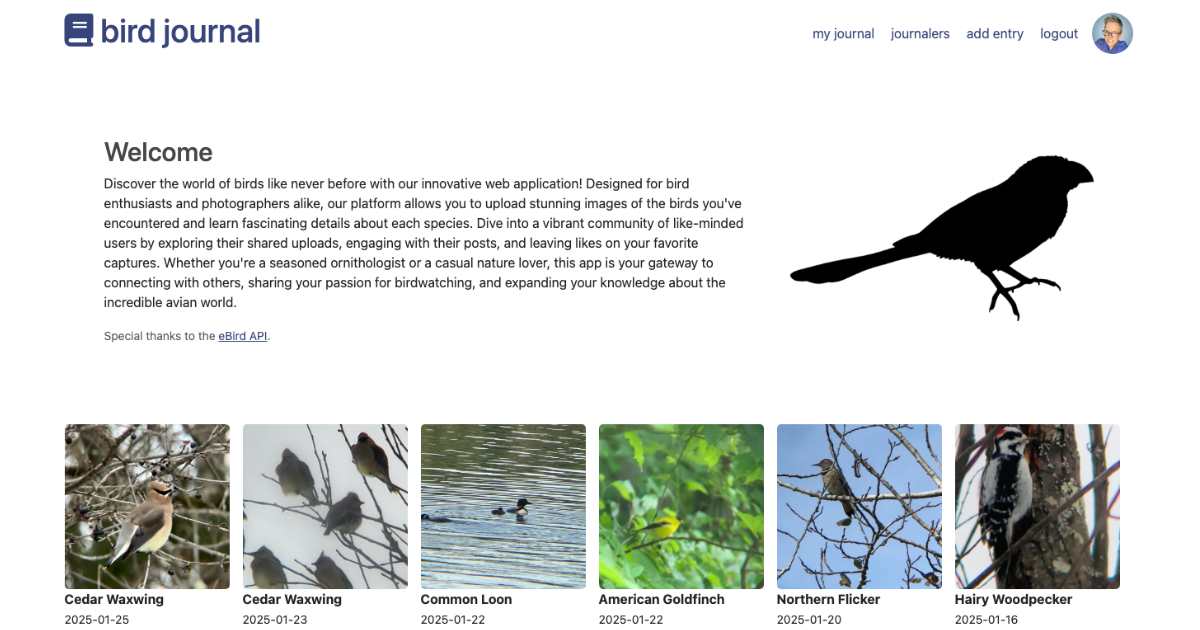 bird journal
my journal journalers add entry logout
Welcome
Discover the world of birds like never before with our innovative web application! Designed for bird
enthusiasts and photographers alike, our platform allows you to upload stunning images of the birds you've
encountered and learn fascinating details about each species. Dive into a vibrant community of like-minded
users by exploring their shared uploads, engaging with their posts, and leaving likes on your favorite
captures. Whether you're a seasoned ornithologist or a casual nature lover, this app is your gateway to
connecting with others, sharing your passion for birdwatching, and expanding your knowledge about the
incredible avian world.
Special thanks to the eBird API.
Cedar Waxwing
2025-01-25
Cedar Waxwing
2025-01-23
Common Loon
2025-01-22
American Goldfinch
2025-01-22
Northern Flicker
2025-01-20
Hairy Woodpecker
2025-01-16